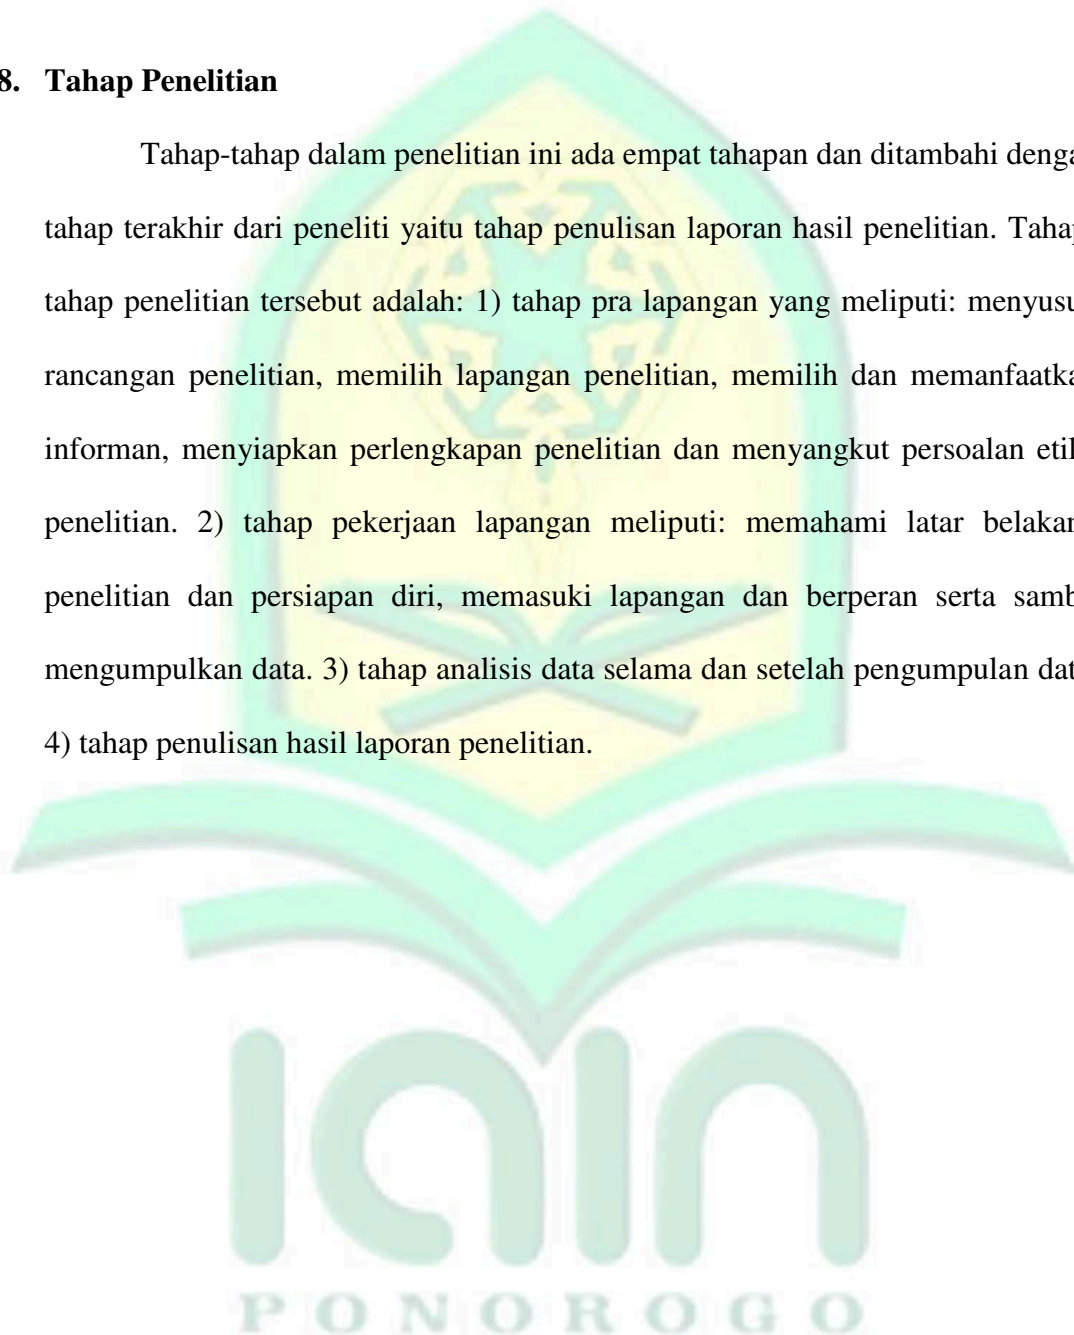 8. Tahap Penelitian
Tahap-tahap dalam penelitian ini ada empat tahapan dan ditambahi denga
tahap terakhir dari peneliti yaitu tahap penulisan laporan hasil penelitian. Tahap
tahap penelitian tersebut adalah: 1) tahap pra lapangan yang meliputi: menyusu
rancangan penelitian, memilih lapangan penelitian, memilih dan memanfaatka
informan, menyiapkan perlengkapan penelitian dan menyangkut persoalan etik
penelitian. 2) tahap pekerjaan lapangan meliputi: memahami latar belakan
penelitian dan persiapan diri, memasuki lapangan dan berperan serta samb
mengumpulkan data. 3) tahap analisis data selama dan setelah pengumpulan dat
4) tahap penulisan hasil laporan penelitian.
iain
PONOROGO